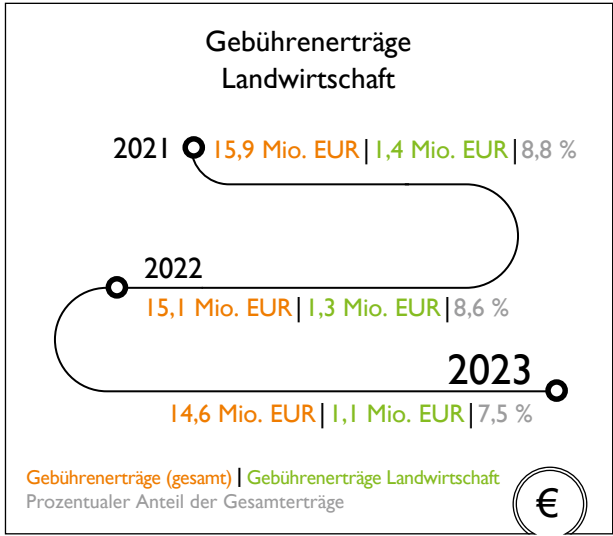 Gebührenerträge
Landwirtschaft
2021 15,9 Mio. EUR | 1,4 Mio. EUR | 8,8 %
2022
15,1 Mio. EUR | 1,3 Mio. EUR | 8,6 %
2023
14,6 Mio. EUR | 1,1 Mio. EUR | 7,5 %
Gebührenerträge (gesamt) | Gebührenerträge Landwirtschaft
Prozentualer Anteil der Gesamterträge
€